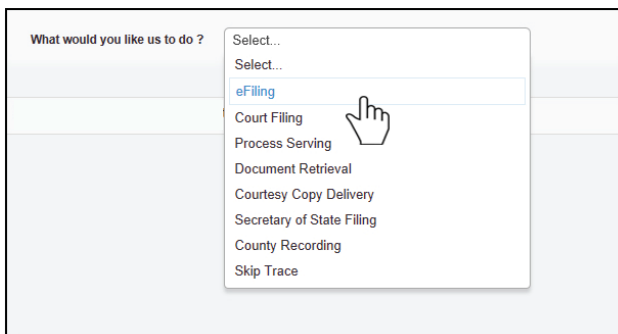 What would you like us to do ? Select...
Select...
eFiling
Court Filing
Process Serving
Document Retrieval
Courtesy Copy Delivery
Secretary of State Filing
County Recording
Skip Trace